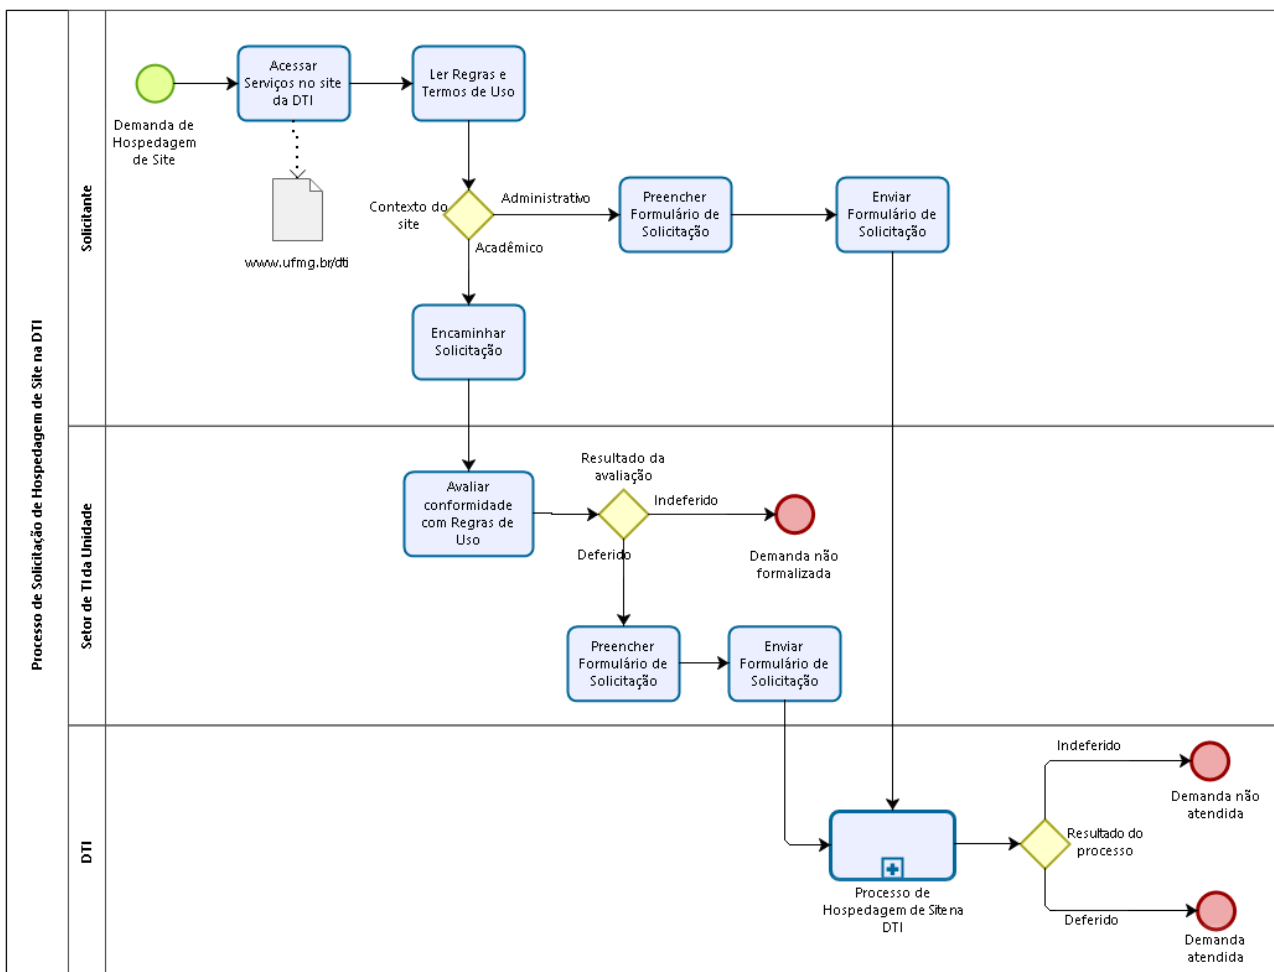 Processo de Solicitação de Hospedagem de Site na DTI
Solicitante
Demanda de
Hospedagem
de Site
Acessar
Serviços no site
da DTI
Ler Regras e
Termos de Uso
www.ufmg.br/dti
Contexto do
site
Administrativo
Acadêmico
Preencher
Formulário de
Solicitação
Enviar
Formulário de
Solicitação
Encaminhar
Solicitação
Setor de TI da Unidade
Avaliar
conformidade
com Regras de
Uso
Resultado da
avaliação
Indeferido
Deferido
Demanda não
formalizada
Preencher
Formulário de
Solicitação
Enviar
Formulário de
Solicitação
DTI
Processo de
Hospedagem de Site na
DTI
Resultado do
processo
Indeferido
Demanda não
atendida
Deferido
Demanda
atendida